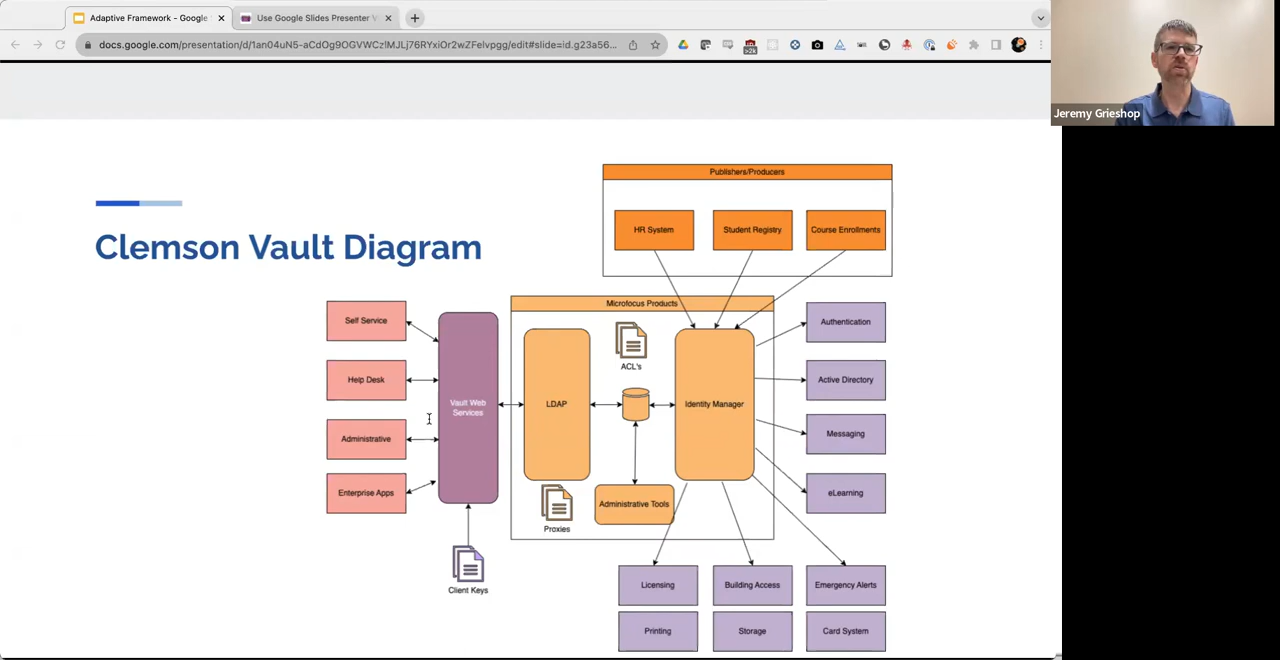 Adaptive Framework - Google
Use Google Slides Presenter V
docs.google.com/presentation/d/1an04uN5-aCdOg9OGVWCzlMJLj76RYxiOr2wZFelvpgg/edit#slide=id.g23a56...
>2k
Jeremy Grieshop
Clemson Vault Diagram
Publishers/Producers
HR System
Student Registry
Course Enrollments
Microfocus Products
Self Service
Help Desk
Administrative
Enterprise Apps
Vault Web
Services
Client Keys
LDAP
Proxies
ACL's
Administrative Tools
Identity Manager
Authentication
Active Directory
Messaging
eLearning
Licensing
Building Access
Emergency Alerts
Printing
Storage
Card System